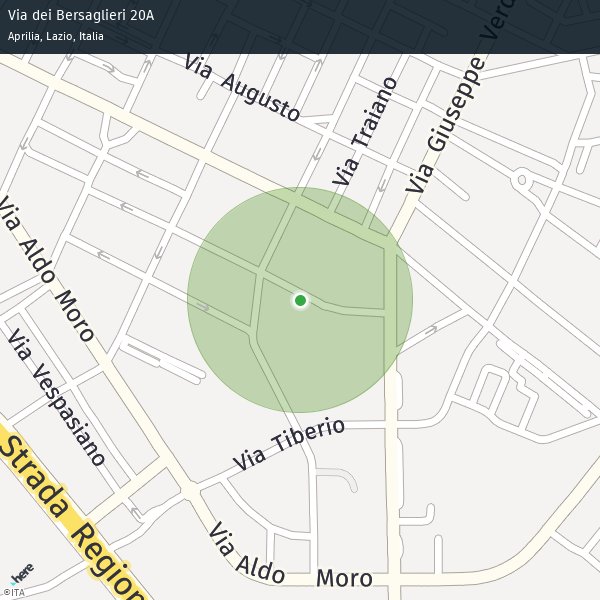 Via dei Bersaglieri 20A
Aprilia, Lazio, Italia
Via Augusto
Via Traiano
Via Giuseppe Verd
Via Aldo Moro
Via Vespasiano
Via Tiberio
Strada Region
Via Aldo Moro
here
©ITA